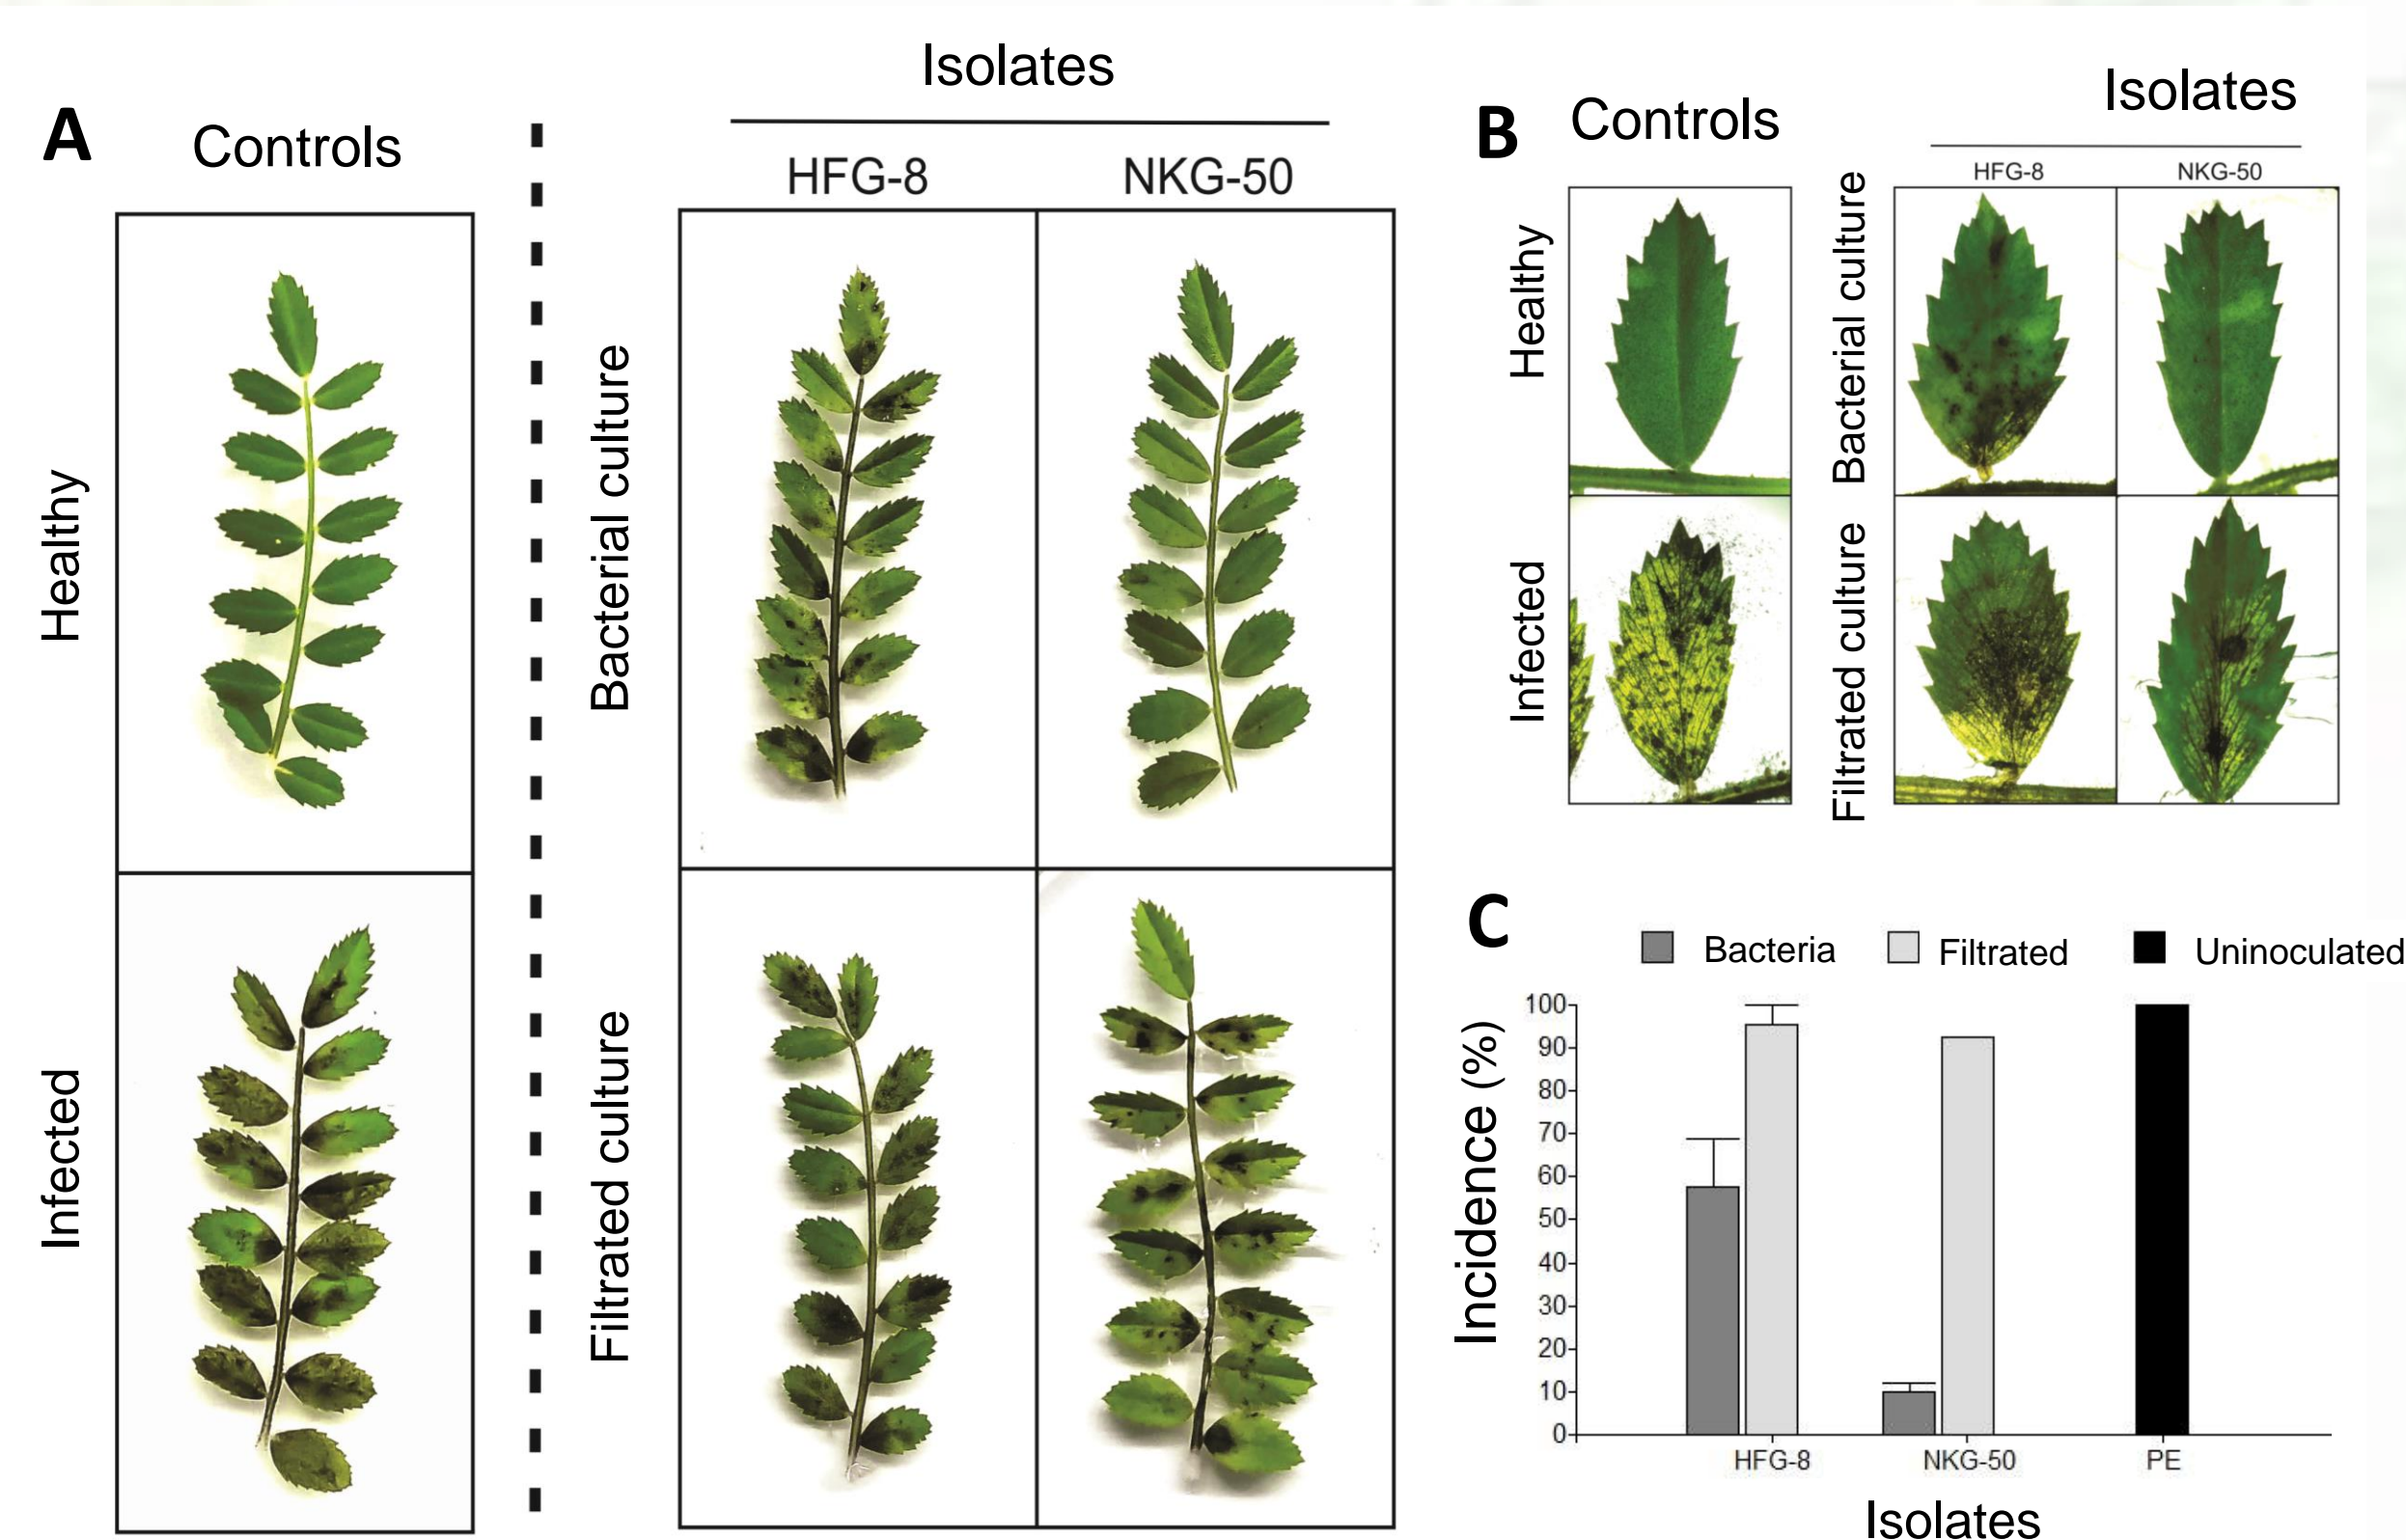 A
Controls
Isolates
HFG-8
NKG-50
Healthy
Infected
Bacterial culture
Filtrated culture
B
Controls
Isolates
HFG-8
NKG-50
Healthy
Infected
Bacterial culture
Filtrated culture
C
Bacteria
Filtrated
Uninoculated
Incidence (%)
100
90
80
70
60
50
40
30
20
10
0
HFG-8
NKG-50
PE
Isolates